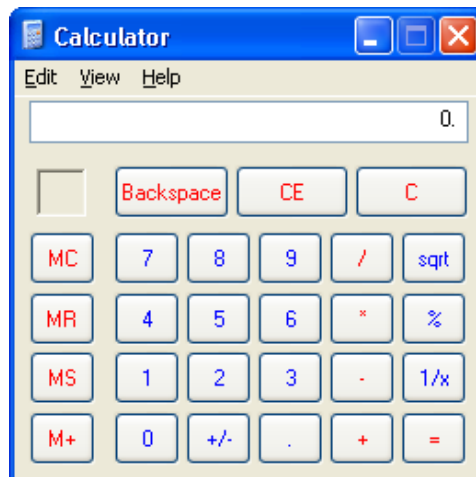 Calculator
Edit View Help
0.
Backspace CE C
MC 7 8 9 / sqrt
MR 4 5 6 * %
MS 1 2 3 - 1/x
M+ 0 +/- . + =